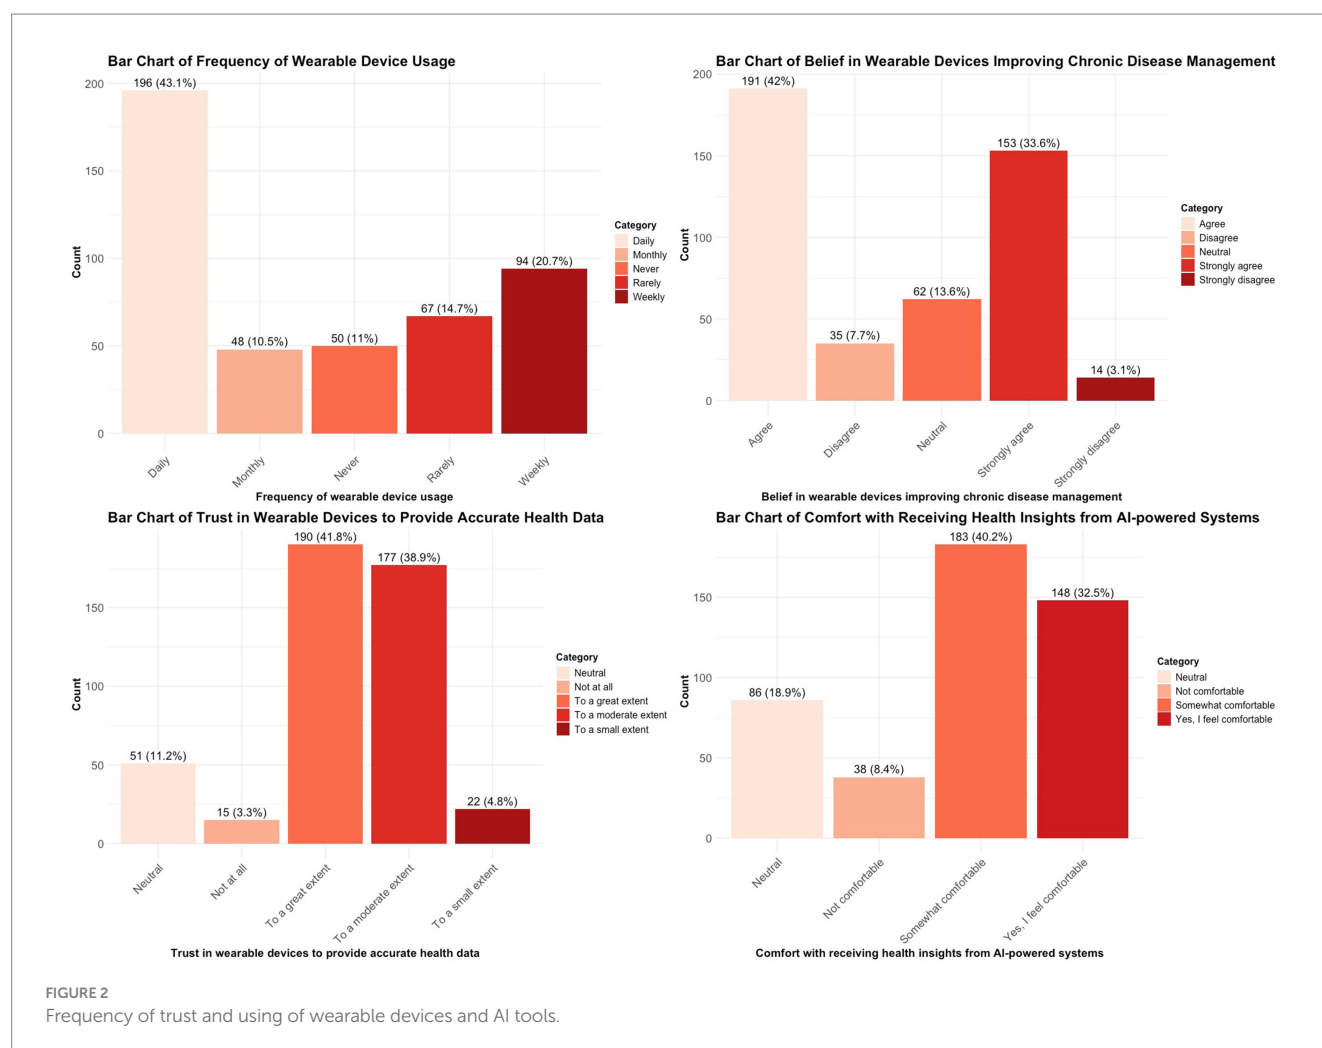 Bar Chart of Frequency of Wearable Device Usage
196 (43.1%)
48 (10.5%)
50 (11%)
67 (14.7%)
94 (20.7%)
200
150
100
50
0
Count
Daily
Monthly
Never
Rarely
Weekly
Frequency of wearable device usage
Category
Daily
Monthly
Never
Rarely
Weekly
Bar Chart of Belief in Wearable Devices Improving Chronic Disease Management
191 (42%)
35 (7.7%)
62 (13.6%)
153 (33.6%)
14 (3.1%)
200
150
100
50
0
Count
Agree
Disagree
Neutral
Strongly agree
Strongly disagree
Belief in wearable devices improving chronic disease management
Category
Agree
Disagree
Neutral
Strongly agree
Strongly disagree
Bar Chart of Trust in Wearable Devices to Provide Accurate Health Data
51 (11.2%)
15 (3.3%)
190 (41.8%)
177 (38.9%)
22 (4.8%)
150
100
50
0
Count
Neutral
Not at all
To a great extent
To a moderate extent
To a small extent
Trust in wearable devices to provide accurate health data
Category
Neutral
Not at all
To a great extent
To a moderate extent
To a small extent
Bar Chart of Comfort with Receiving Health Insights from AI-powered Systems
86 (18.9%)
38 (8.4%)
183 (40.2%)
148 (32.5%)
150
100
50
0
Count
Neutral
Not comfortable
Somewhat comfortable
Yes, I feel comfortable
Comfort with receiving health insights from AI-powered systems
Category
Neutral
Not comfortable
Somewhat comfortable
Yes, I feel comfortable
FIGURE 2
Frequency of trust and using of wearable devices and AI tools.